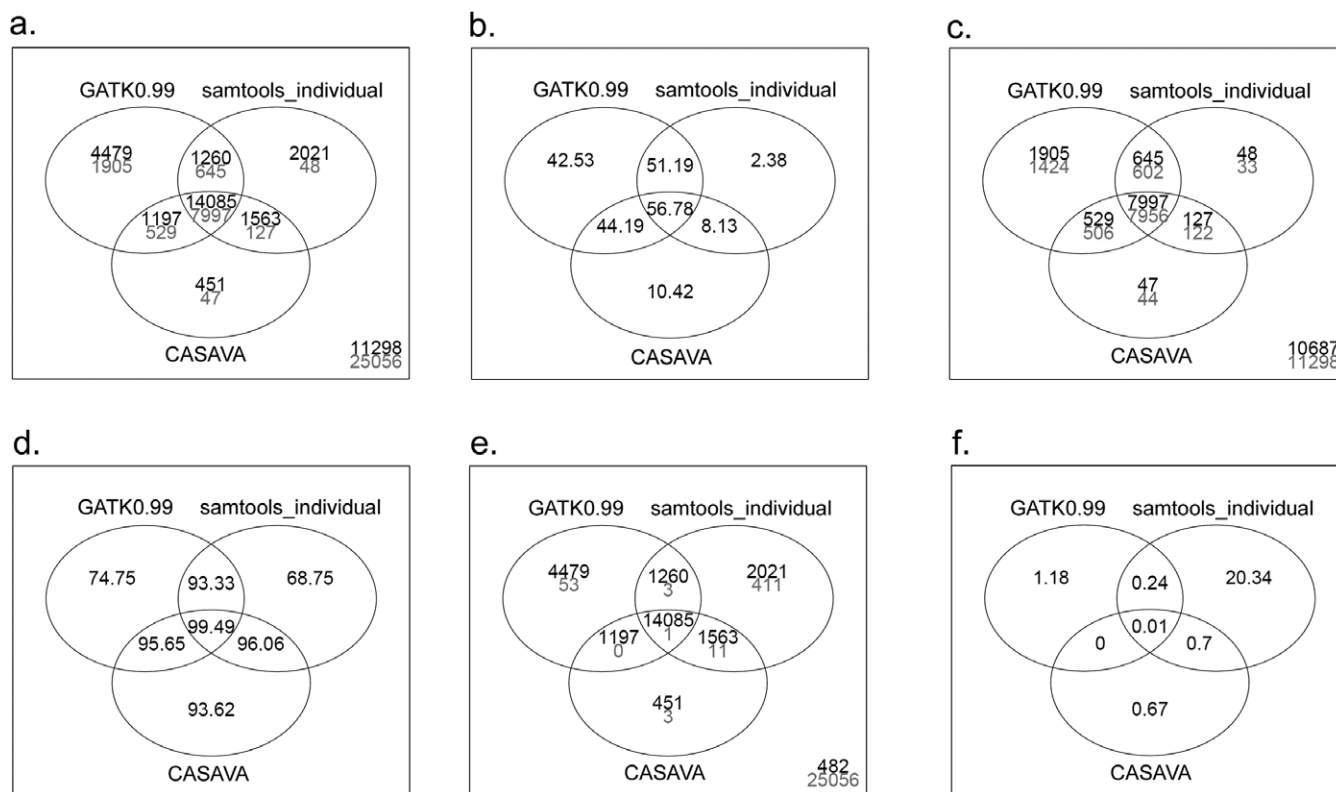 a.
GATK0.99 samtools_individual
4479 1260 2021
1905 645 48
14085
1197 7997 1563
529 127
451
47
CASAVA
11298
25056
b.
GATK0.99 samtools_individual
42.53 51.19 2.38
56.78
44.19 8.13
10.42
CASAVA
c.
GATK0.99 samtools_individual
1905 645 48
1424 602 33
7997
529 7956 127
506 122
47
44
CASAVA
10687
11298
d.
GATK0.99 samtools_individual
74.75 93.33 68.75
99.49
95.65 96.06
93.62
CASAVA
e.
GATK0.99 samtools_individual
4479 1260 2021
53 3 411
14085
1197 1 1563
0 11
451
3
CASAVA
482
25056
f.
GATK0.99 samtools_individual
1.18 0.24 20.34
0.01
0 0.7
0.67
CASAVA